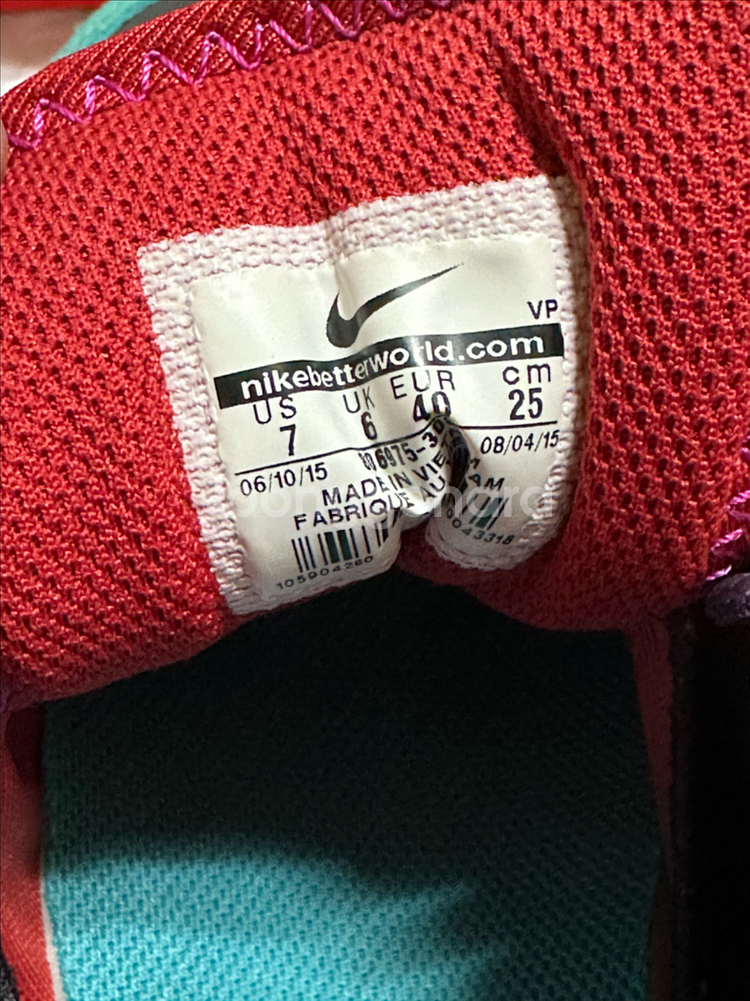 VP
nikebetterworld.com
US UK EUR cm
7 6 40 25
06/10/15 08/04/15
MADE IN VIETNAM
FABRIQUE AU
105904260